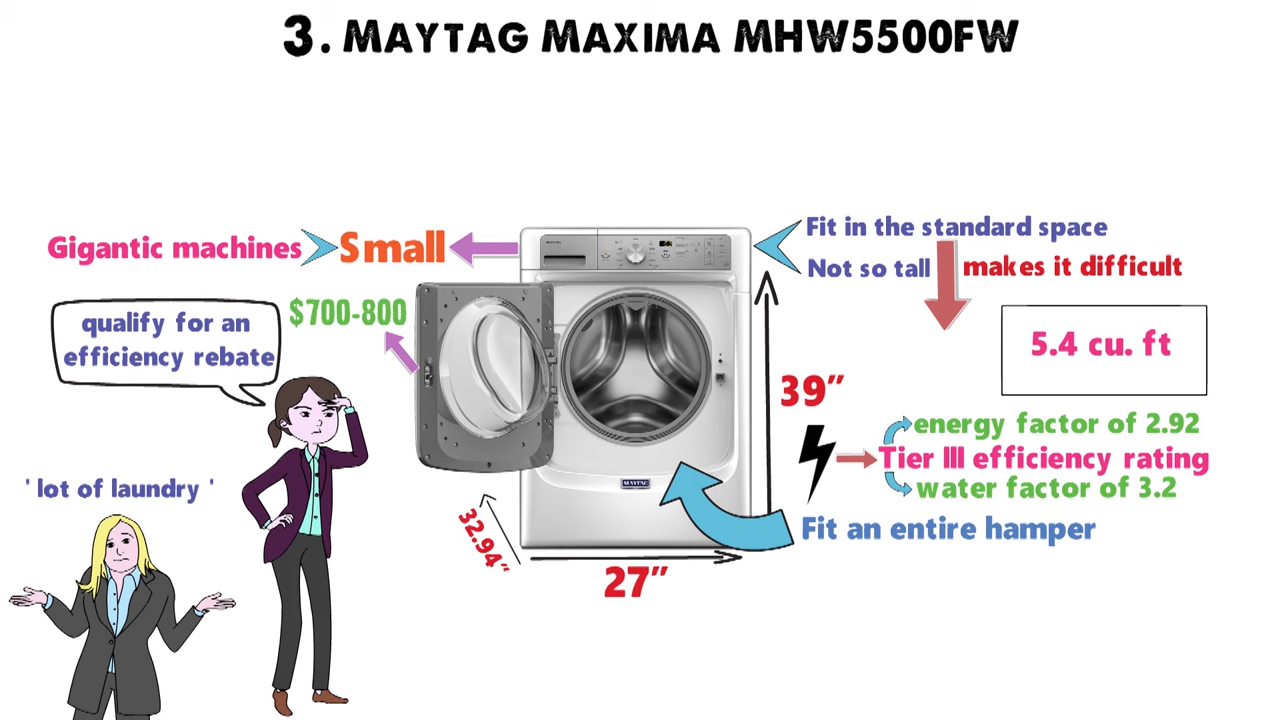 3. MAYTAG MAXIMA MHW5500FW
Gigantic machines
Small
Fit in the standard space
Not so tall
makes it difficult
$700-800
qualify for an
efficiency rebate
5.4 cu. ft
39”
energy factor of 2.92
Tier III efficiency rating
water factor of 3.2
' lot of laundry '
MAYTAG
Fit an entire hamper
32.94”
27”